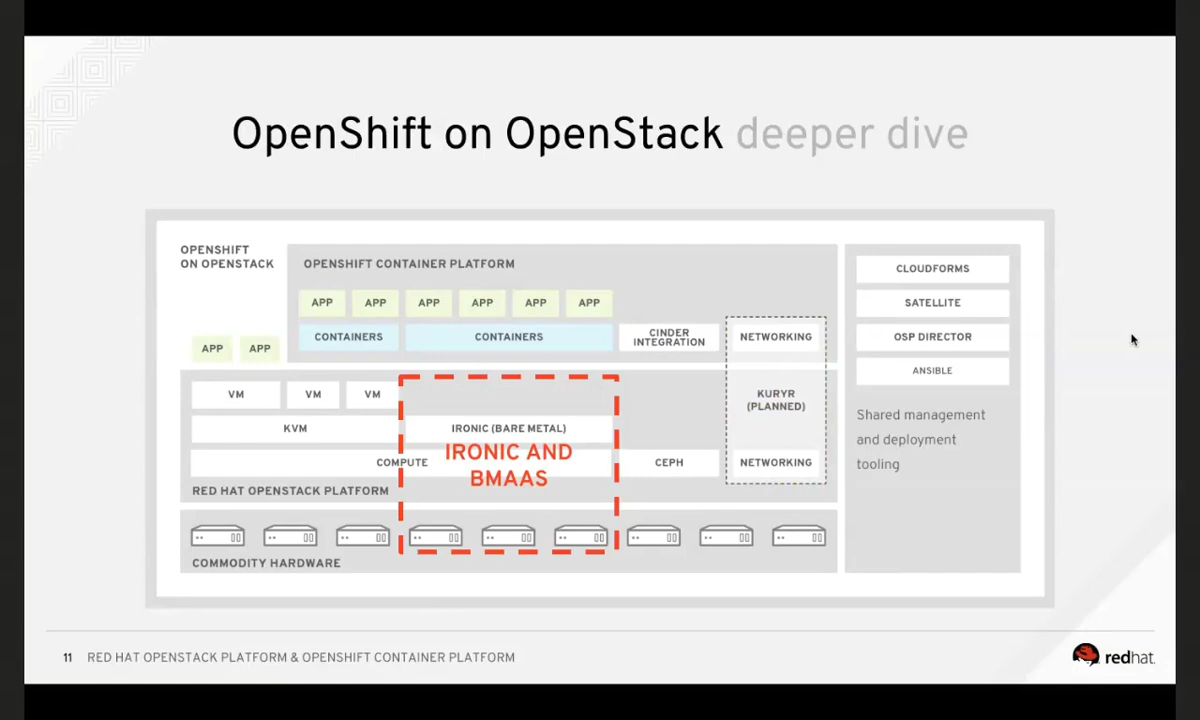 OpenShift on OpenStack deeper dive
OPENSHIFT
ON OPENSTACK
OPENSHIFT CONTAINER PLATFORM
APP APP APP APP APP APP
CONTAINERS CONTAINERS
CINDER
INTEGRATION
NETWORKING
APP APP
VM VM VM
KVM
IRONIC (BARE METAL)
IRONIC AND
BMAAS
KURYR
(PLANNED)
COMPUTE
CEPH
NETWORKING
RED HAT OPENSTACK PLATFORM
COMMODITY HARDWARE
CLOUDFORMS
SATELLITE
OSP DIRECTOR
ANSIBLE
Shared management
and deployment
tooling
11 RED HAT OPENSTACK PLATFORM & OPENSHIFT CONTAINER PLATFORM
redhat.